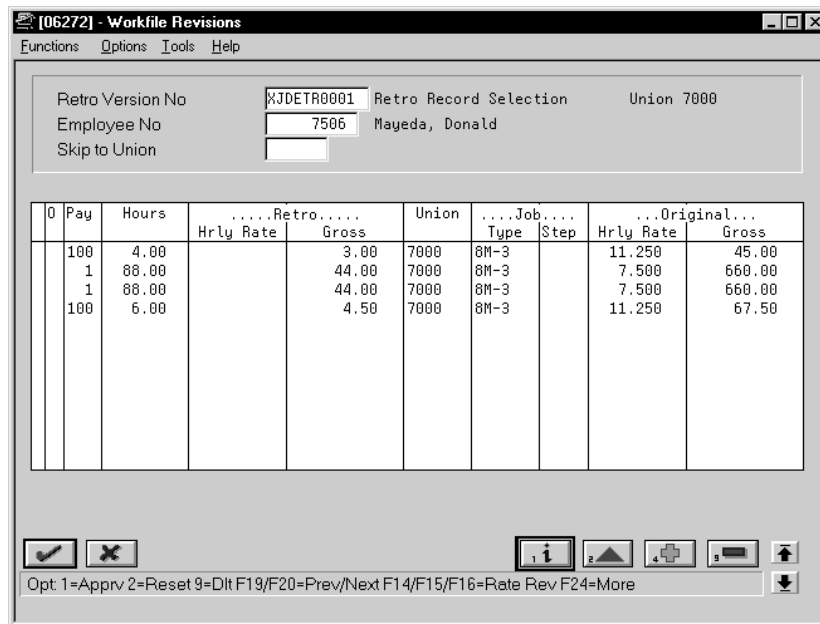 [06272] - Workfile Revisions
Functions Options Tools Help
Retro Version No XJDETR0001 Retro Record Selection Union 7000
Employee No 7506 Mayeda, Donald
Skip to Union
O Pay Hours .....Retro..... Union ....Job.... ...Original...
Hrly Rate Gross Type Step Hrly Rate Gross
100 4.00 3.00 7000 8M-3 11.250 45.00
1 88.00 44.00 7000 8M-3 7.500 660.00
1 88.00 44.00 7000 8M-3 7.500 660.00
100 6.00 4.50 7000 8M-3 11.250 67.50
1 i 2 4 9
Opt: 1=Apprv 2=Reset 9=Dlt F19/F20=Prev/Next F14/F15/F16=Rate Rev F24=More